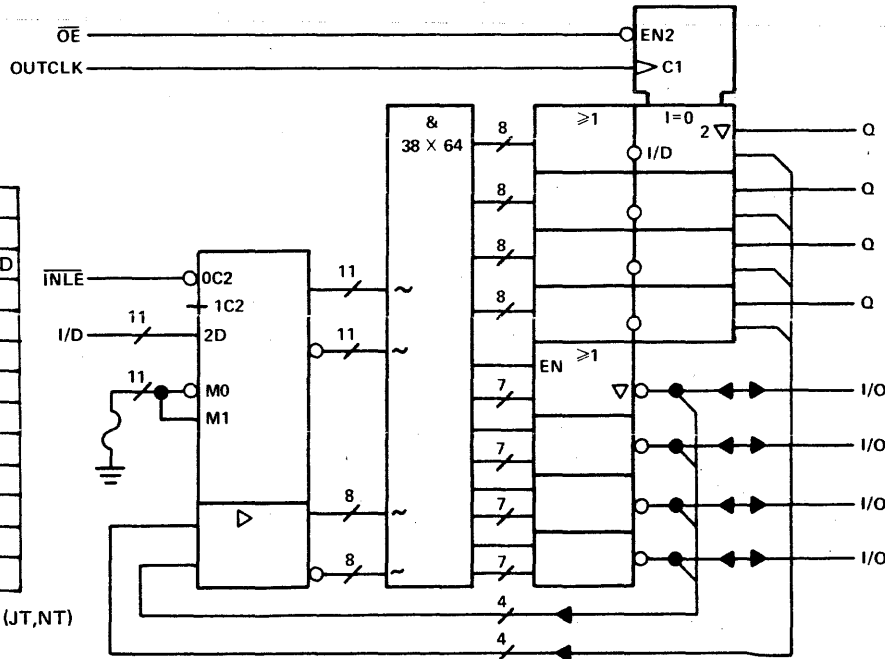 OE
EN2
OUTCLK
C1
&
38 X 64
8
≥1
I=0
2 ▽
Q
I/D
8
Q
D
8
Q
INLE
0C2
11
~
1C2
8
Q
I/D
11
2D
11
~
EN
≥1
11
M0
7
▽
I/O
M1
7
I/O
▷
8
~
7
I/O
8
~
7
I/O
(JT,NT)
4
4